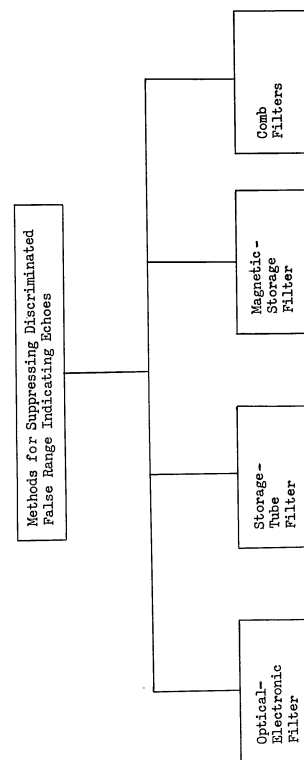 Methods for Suppressing Discriminated
False Range Indicating Echoes
Optical-
Electronic
Filter
Storage-
Tube
Filter
Magnetic-
Storage
Filter
Comb
Filters